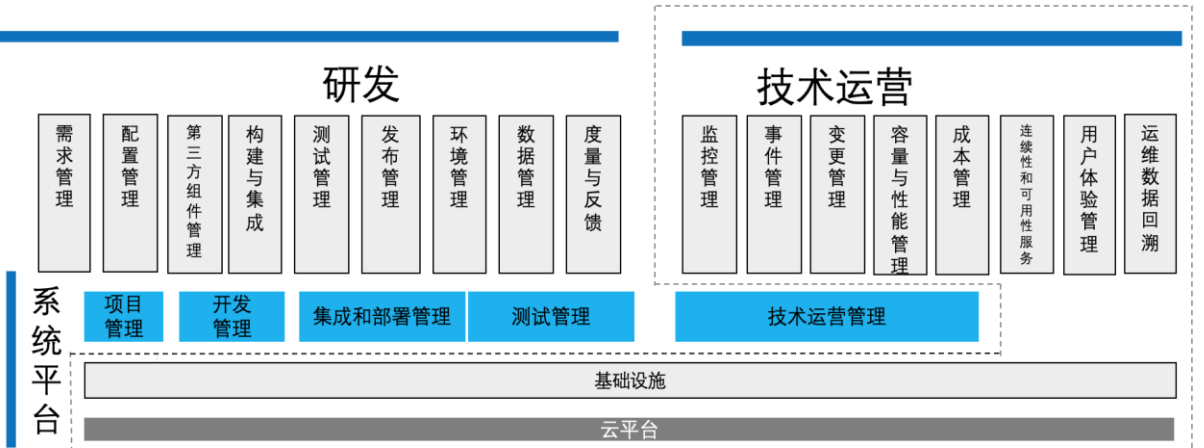 研发
技术运营
需求管理
配置管理
第三方组件管理
构建与集成
测试管理
发布管理
环境管理
数据管理
度量与反馈
监控管理
事件管理
变更管理
容量与性能管理
成本管理
连续性和可用性服务
用户体验管理
运维数据回溯
系统平台
项目
管理
开发
管理
集成和部署管理
测试管理
技术运营管理
基础设施
云平台